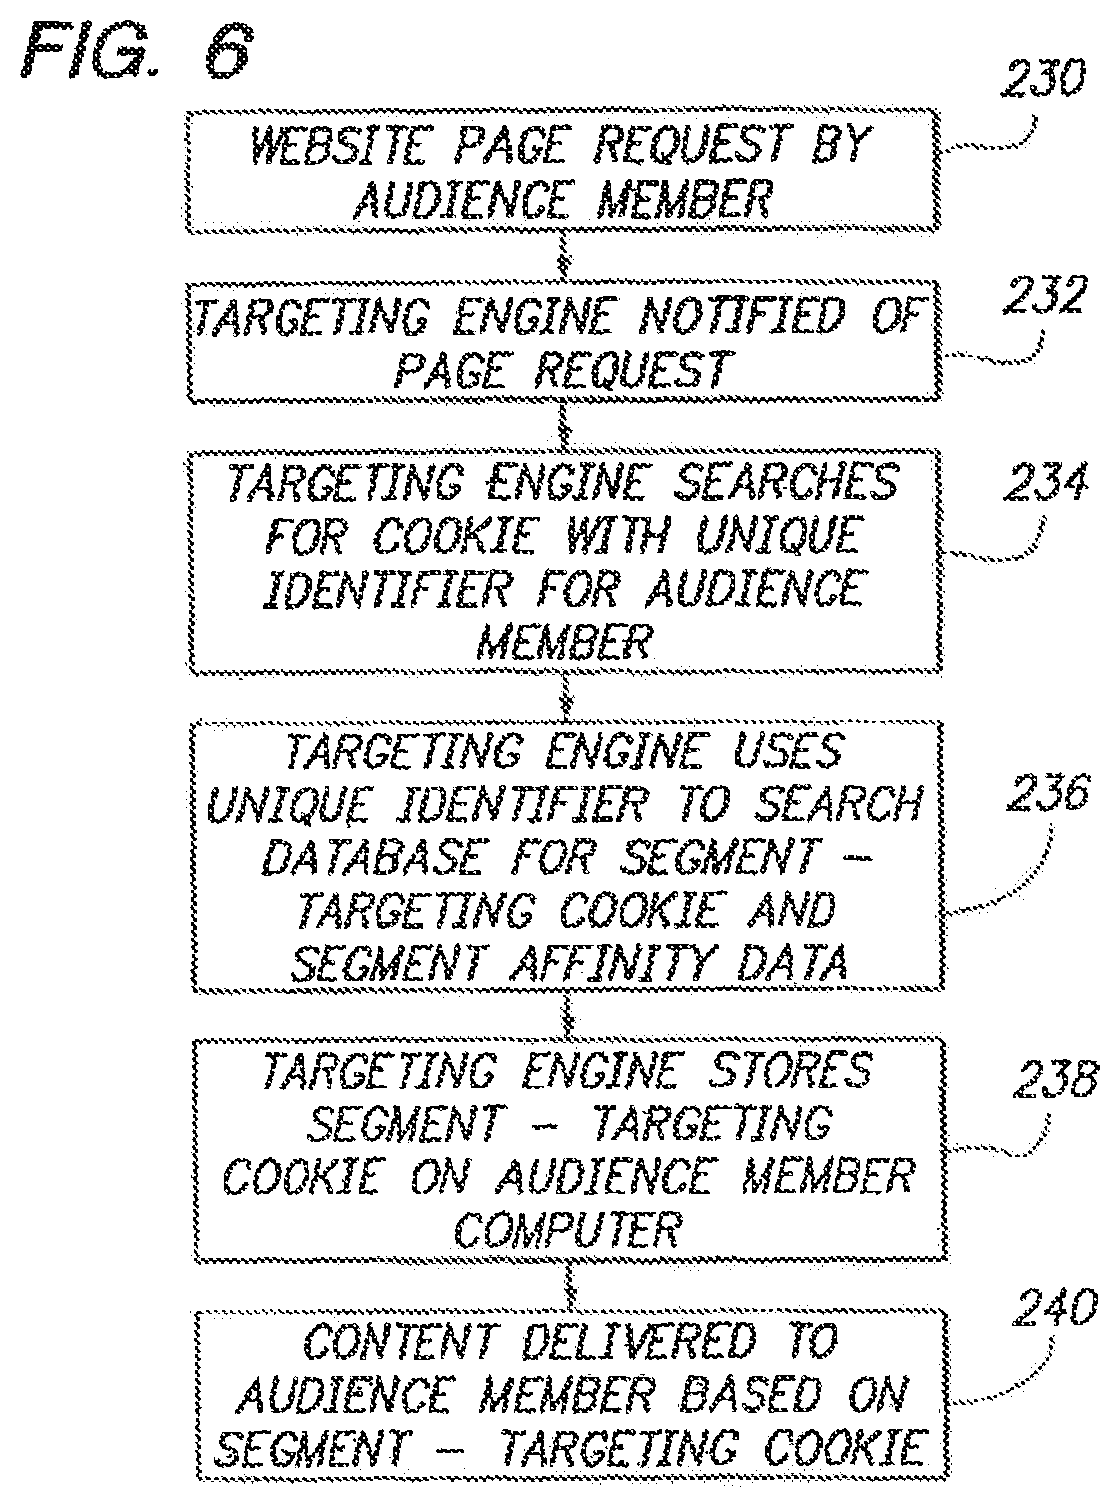 FIG. 6
230
WEBSITE PAGE REQUEST BY
AUDIENCE MEMBER
232
TARGETING ENGINE NOTIFIED OF
PAGE REQUEST
234
TARGETING ENGINE SEARCHES
FOR COOKIE WITH UNIQUE
IDENTIFIER FOR AUDIENCE
MEMBER
236
TARGETING ENGINE USES
UNIQUE IDENTIFIER TO SEARCH
DATABASE FOR SEGMENT –
TARGETING COOKIE AND
SEGMENT AFFINITY DATA
238
TARGETING ENGINE STORES
SEGMENT – TARGETING
COOKIE ON AUDIENCE MEMBER
COMPUTER
240
CONTENT DELIVERED TO
AUDIENCE MEMBER BASED ON
SEGMENT – TARGETING COOKIE